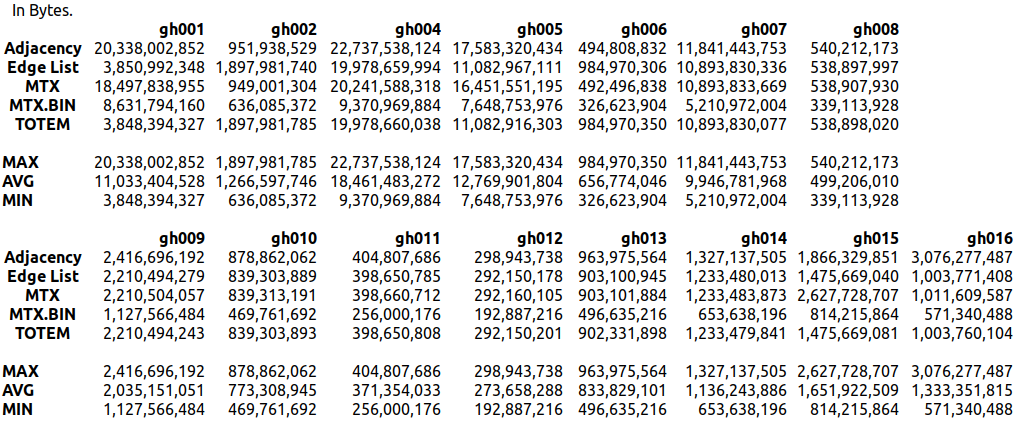 In Bytes.
gh001 gh002 gh004 gh005 gh006 gh007 gh008
Adjacency 20,338,002,852 951,938,529 22,737,538,124 17,583,320,434 494,808,832 11,841,443,753 540,212,173
Edge List 3,850,992,348 1,897,981,740 19,978,659,994 11,082,967,111 984,970,306 10,893,830,336 538,897,997
MTX 18,497,838,955 949,001,304 20,241,588,318 16,451,551,195 492,496,838 10,893,833,669 538,907,930
MTX.BIN 8,631,794,160 636,085,372 9,370,969,884 7,648,753,976 326,623,904 5,210,972,004 339,113,928
TOTEM 3,848,394,327 1,897,981,785 19,978,660,038 11,082,916,303 984,970,350 10,893,830,077 538,898,020
MAX 20,338,002,852 1,897,981,785 22,737,538,124 17,583,320,434 984,970,350 11,841,443,753 540,212,173
AVG 11,033,404,528 1,266,597,746 18,461,483,272 12,769,901,804 656,774,046 9,946,781,968 499,206,010
MIN 3,848,394,327 636,085,372 9,370,969,884 7,648,753,976 326,623,904 5,210,972,004 339,113,928
gh009 gh010 gh011 gh012 gh013 gh014 gh015 gh016
Adjacency 2,416,696,192 878,862,062 404,807,686 298,943,738 963,975,564 1,327,137,505 1,866,329,851 3,076,277,487
Edge List 2,210,494,279 839,303,889 398,650,785 292,150,178 903,100,945 1,233,480,013 1,475,669,040 1,003,771,408
MTX 2,210,504,057 839,313,191 398,660,712 292,160,105 903,101,884 1,233,483,873 2,627,728,707 1,011,609,587
MTX.BIN 1,127,566,484 469,761,692 256,000,176 192,887,216 496,635,216 653,638,196 814,215,864 571,340,488
TOTEM 2,210,494,243 839,303,893 398,650,808 292,150,201 902,331,898 1,233,479,841 1,475,669,081 1,003,760,104
MAX 2,416,696,192 878,862,062 404,807,686 298,943,738 963,975,564 1,327,137,505 2,627,728,707 3,076,277,487
AVG 2,035,151,051 773,308,945 371,354,033 273,658,288 833,829,101 1,136,243,886 1,651,922,509 1,333,351,815
MIN 1,127,566,484 469,761,692 256,000,176 192,887,216 496,635,216 653,638,196 814,215,864 571,340,488